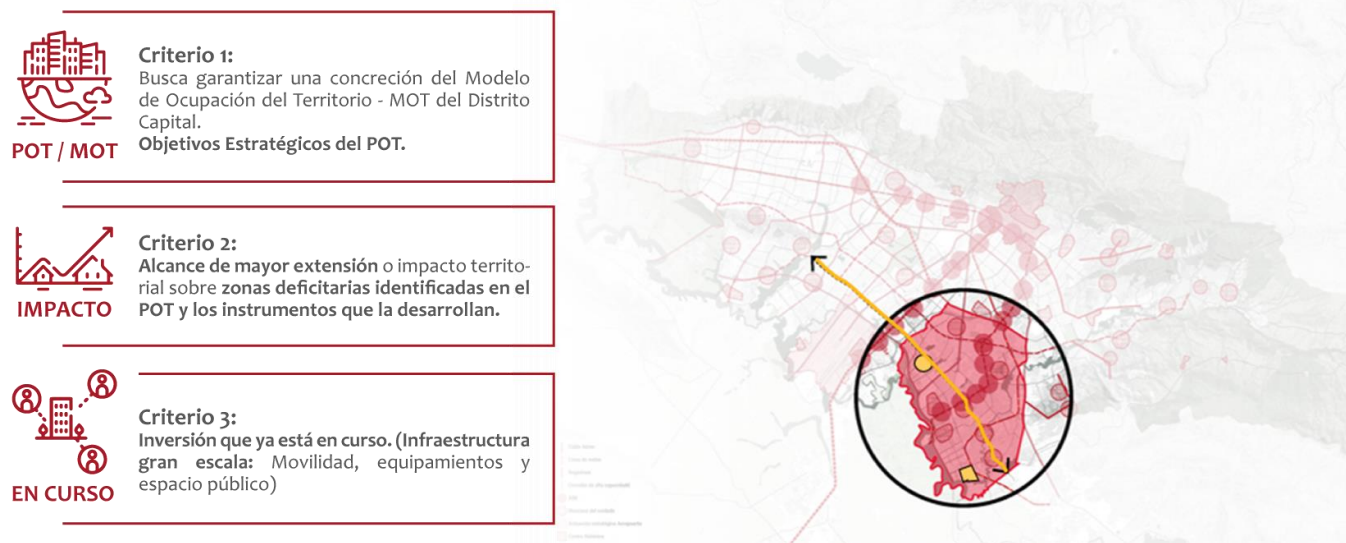 Criterio 1:
Busca garantizar una concreción del Modelo
de Ocupación del Territorio - MOT del Distrito
Capital.
Objetivos Estratégicos del POT.
POT / MOT
Criterio 2:
Alcance de mayor extensión o impacto territo-
rial sobre zonas deficitarias identificadas en el
POT y los instrumentos que la desarrollan.
IMPACTO
Criterio 3:
Inversión que ya está en curso. (Infraestructura
gran escala: Movilidad, equipamientos y
espacio público)
EN CURSO